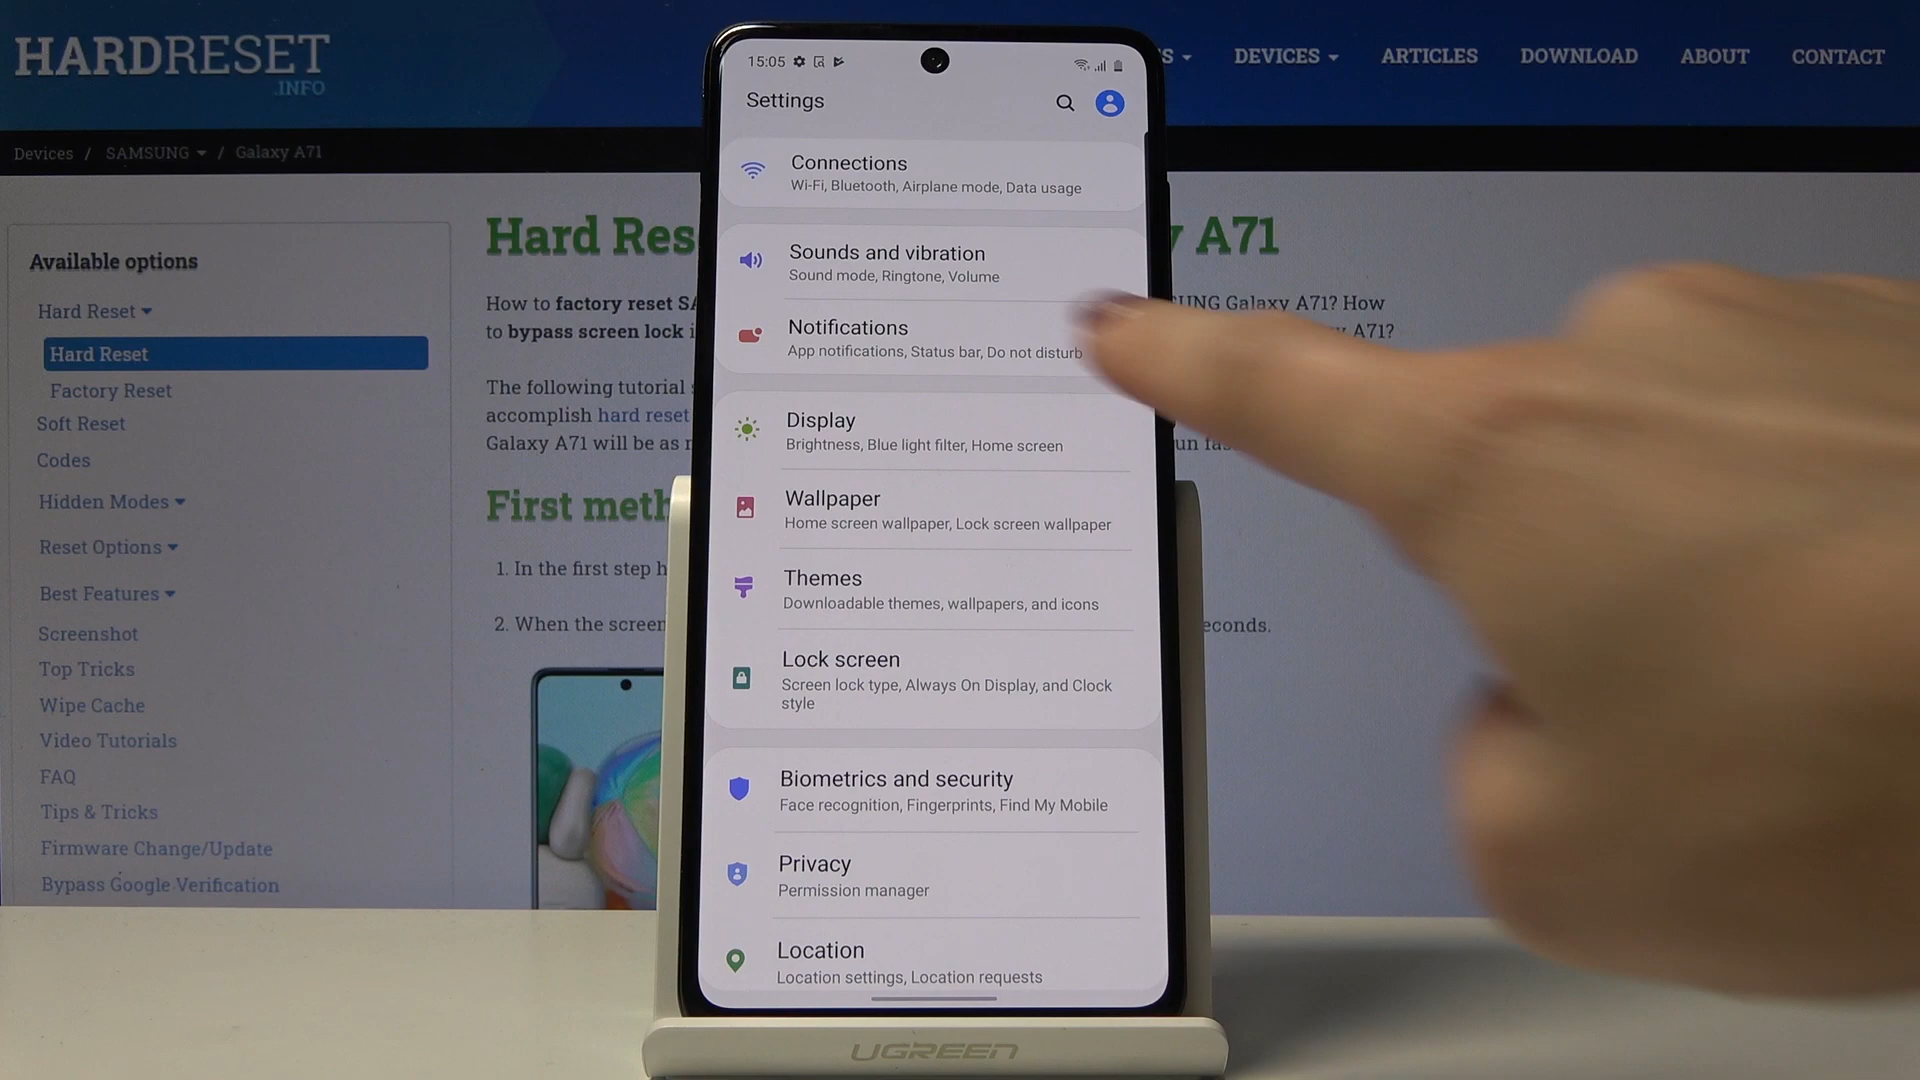 HARDRESET
.INFO
S
DEVICES
ARTICLES
DOWNLOAD
ABOUT
CONTACT
Devices / SAMSUNG / Galaxy A71
Available options
Hard Reset
Hard Reset
Factory Reset
Soft Reset
Codes
Hidden Modes
Reset Options
Best Features
Screenshot
Top Tricks
Wipe Cache
Video Tutorials
FAQ
Tips & Tricks
Firmware Change/Update
Bypass Google Verification
Hard Res
A71
How to factory reset SA
UNG Galaxy A71? How
to bypass screen lock i
A71?
The following tutorial
accomplish hard reset
Galaxy A71 will be as
First meth
1. In the first step h
2. When the screen
econds.
15:05
Settings
Connections
Wi-Fi, Bluetooth, Airplane mode, Data usage
Sounds and vibration
Sound mode, Ringtone, Volume
Notifications
App notifications, Status bar, Do not disturb
Display
Brightness, Blue light filter, Home screen
Wallpaper
Home screen wallpaper, Lock screen wallpaper
Themes
Downloadable themes, wallpapers, and icons
Lock screen
Screen lock type, Always On Display, and Clock
style
Biometrics and security
Face recognition, Fingerprints, Find My Mobile
Privacy
Permission manager
Location
Location settings, Location requests
UGREEN